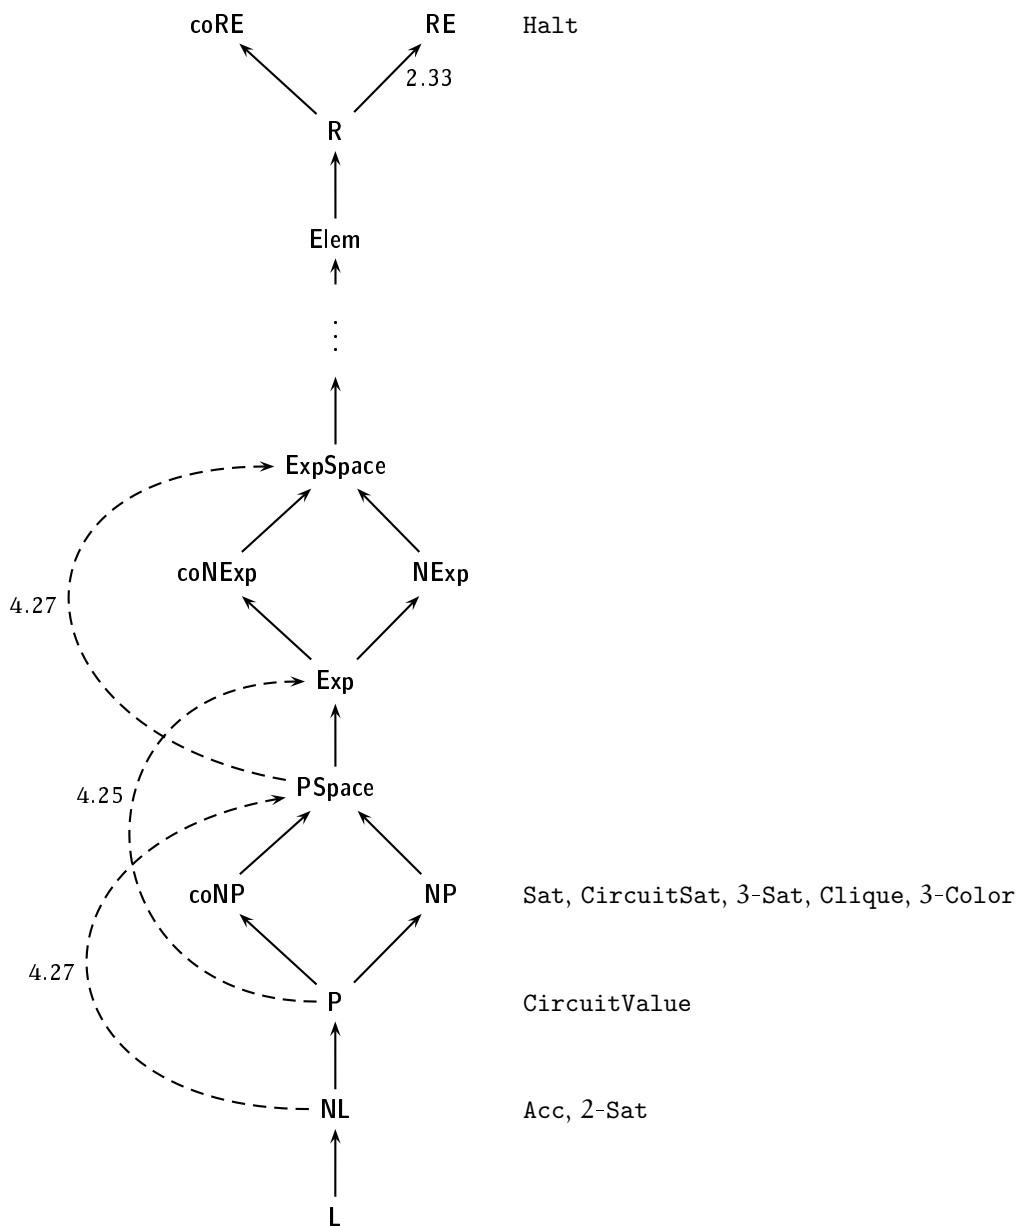 coRE RE Halt
2.33
R
Elem
⋮
ExpSpace
coNExp NExp
4.27
Exp
PSpace
4.25
coNP NP Sat, CircuitSat, 3-Sat, Clique, 3-Color
4.27
P CircuitValue
NL Acc, 2-Sat
L